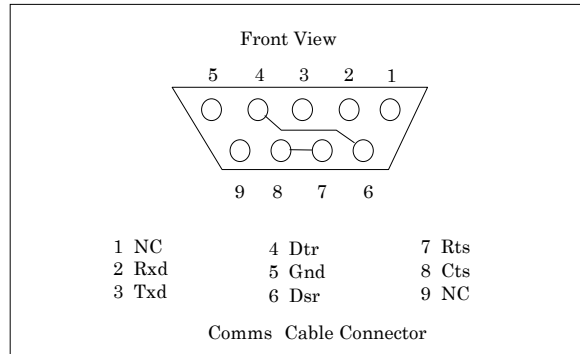 Front View
5 4 3 2 1
9 8 7 6
1 NC 4 Dtr 7 Rts
2 Rxd 5 Gnd 8 Cts
3 Txd 6 Dsr 9 NC
Comms Cable Connector